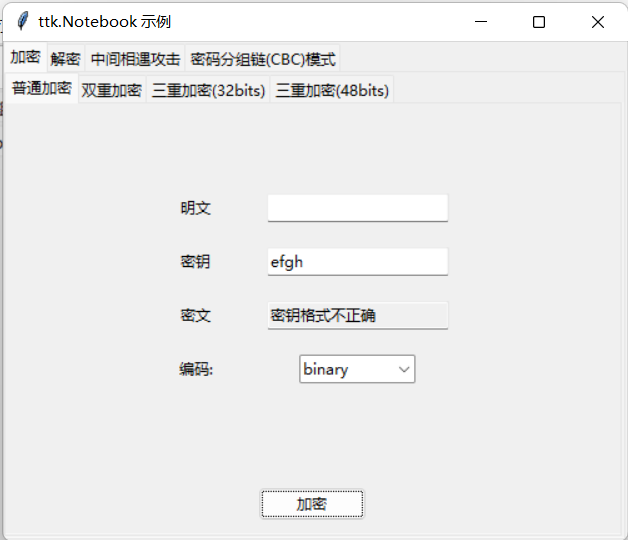 ttk.Notebook 示例
加密 解密 中间相遇攻击 密码分组链(CBC)模式
普通加密 双重加密 三重加密(32bits) 三重加密(48bits)
明文
密钥 efgh
密文 密钥格式不正确
编码: binary
加密